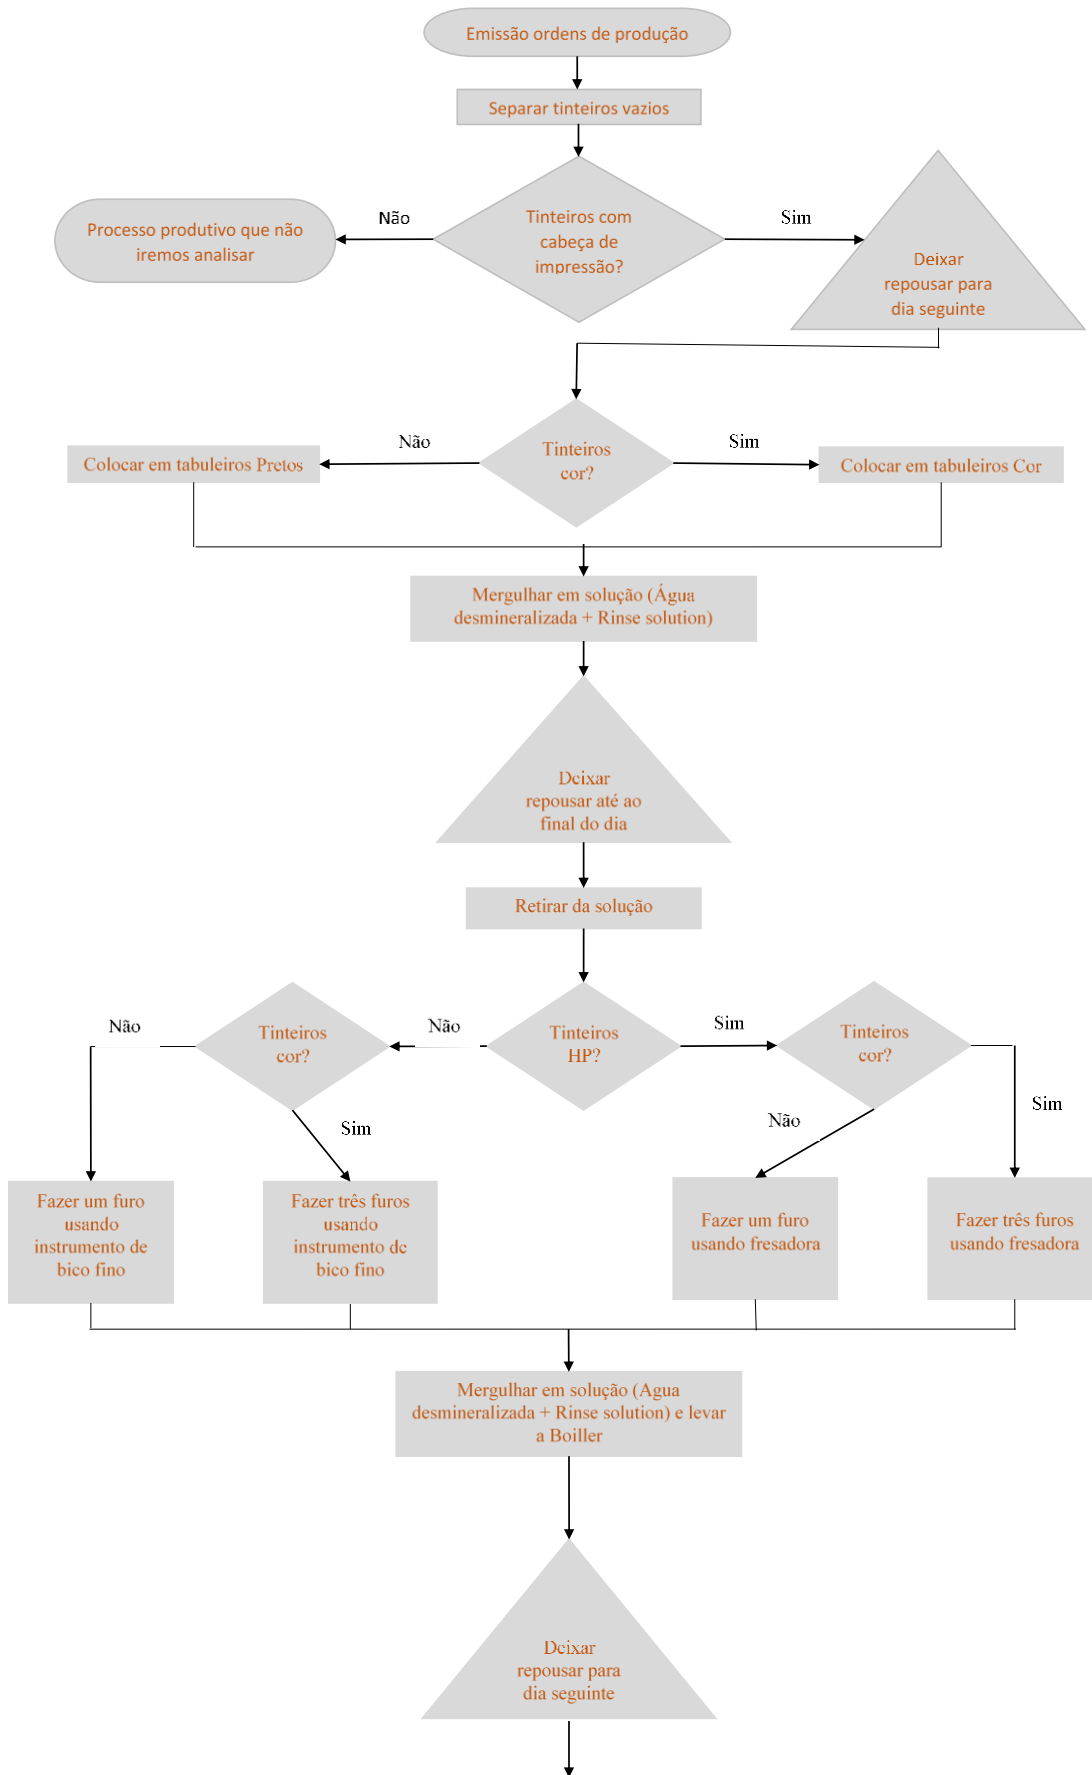 Emissão ordens de produção
Separar tinteiros vazios
Tinteiros com
cabeça de
impressão?
Não
Sim
Processo produtivo que não
iremos analisar
Deixar
repousar para
dia seguinte
Tinteiros
cor?
Não
Sim
Colocar em tabuleiros Pretos
Colocar em tabuleiros Cor
Mergulhar em solução (Água
desmineralizada + Rinse solution)
Deixar
repousar até ao
final do dia
Retirar da solução
Não
Tinteiros
cor?
Não
Tinteiros
HP?
Sim
Tinteiros
cor?
Sim
Não
Sim
Fazer um furo
usando
instrumento de
bico fino
Fazer três furos
usando
instrumento de
bico fino
Fazer um furo
usando fresadora
Fazer três furos
usando fresadora
Mergulhar em solução (Agua
desmineralizada + Rinse solution) e levar
a Boiller
Deixar
repousar para
dia seguinte